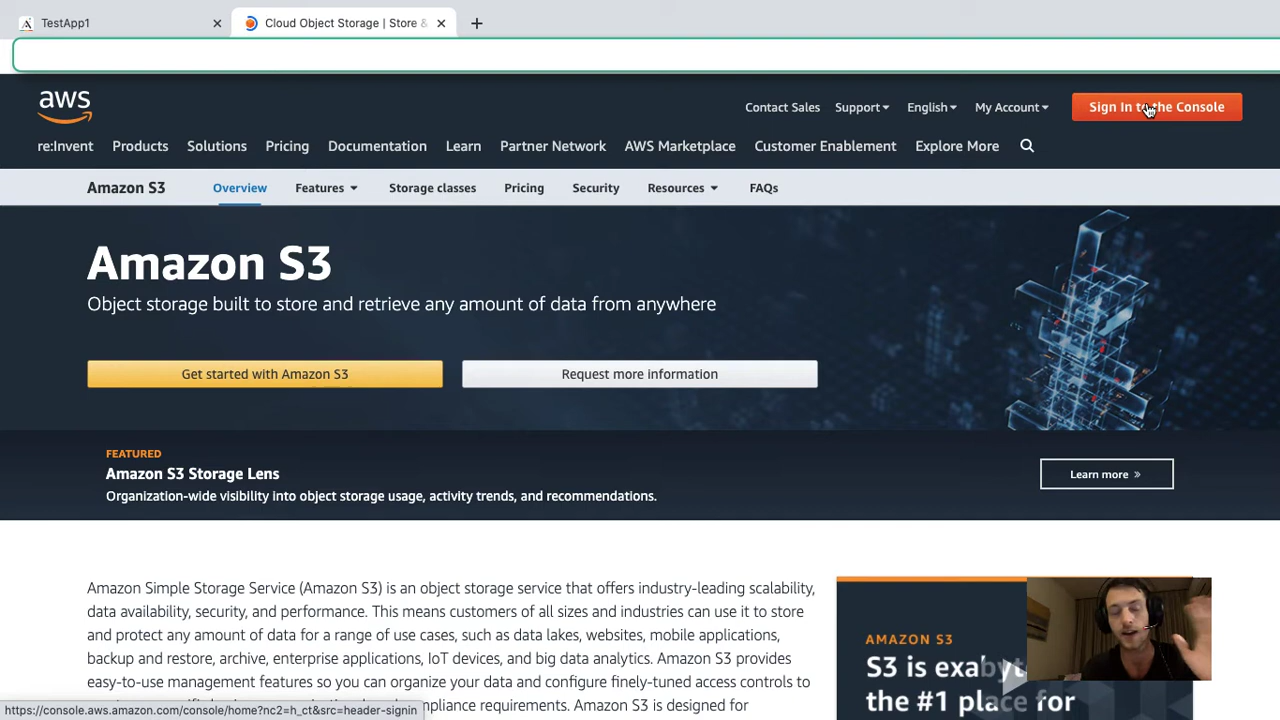 TestApp1
Cloud Object Storage | Store &
aws
Contact Sales Support English My Account Sign In to the Console
re:Invent Products Solutions Pricing Documentation Learn Partner Network AWS Marketplace Customer Enablement Explore More
Amazon S3 Overview Features Storage classes Pricing Security Resources FAQs
Amazon S3
Object storage built to store and retrieve any amount of data from anywhere
Get started with Amazon S3 Request more information
FEATURED
Amazon S3 Storage Lens
Organization-wide visibility into object storage usage, activity trends, and recommendations.
Learn more »
Amazon Simple Storage Service (Amazon S3) is an object storage service that offers industry-leading scalability,
data availability, security, and performance. This means customers of all sizes and industries can use it to store
and protect any amount of data for a range of use cases, such as data lakes, websites, mobile applications,
backup and restore, archive, enterprise applications, IoT devices, and big data analytics. Amazon S3 provides
easy-to-use management features so you can organize your data and configure finely-tuned access controls to
compliance requirements. Amazon S3 is designed for
AMAZON S3
S3 is exabyt
the #1 place for
https://console.aws.amazon.com/console/home?nc2=h_ct&src=header-signin